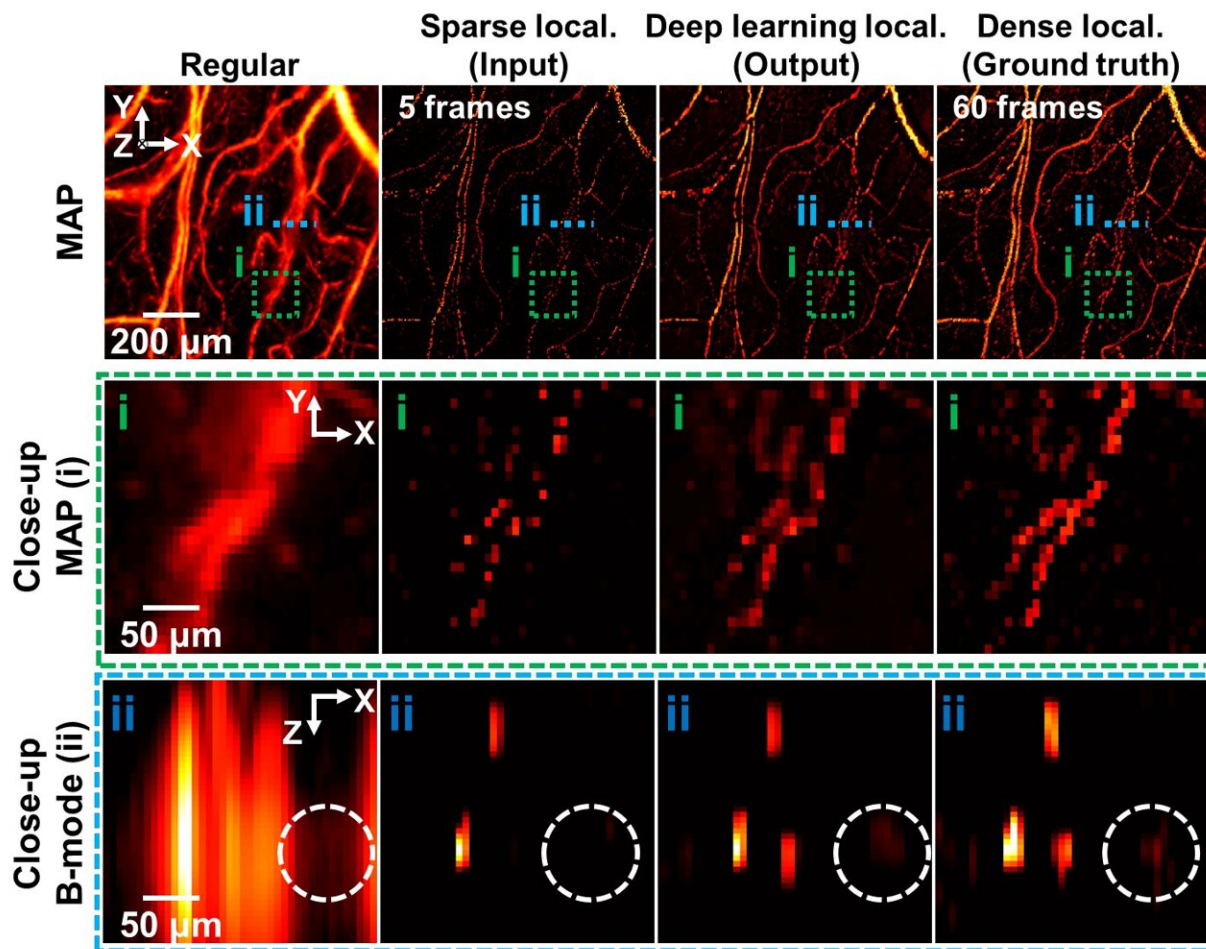 Regular
Sparse local.
(Input)
Deep learning local.
(Output)
Dense local.
(Ground truth)
MAP
Y
Z
X
ii
i
200 µm
5 frames
ii
i
ii
i
60 frames
ii
i
Close-up
MAP (i)
i
Y
X
50 µm
i
i
i
Close-up
B-mode (ii)
ii
X
Z
50 µm
ii
ii
ii